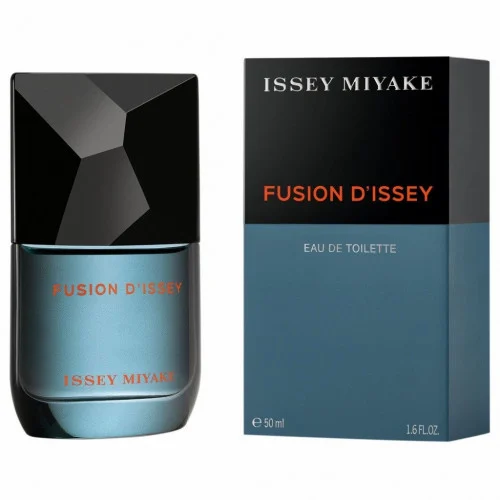 FUSION D'ISSEY
ISSEY MIYAKE
ISSEY MIYAKE
FUSION D'ISSEY
EAU DE TOILETTE
℮ 50 ml
1.6 FL.OZ.